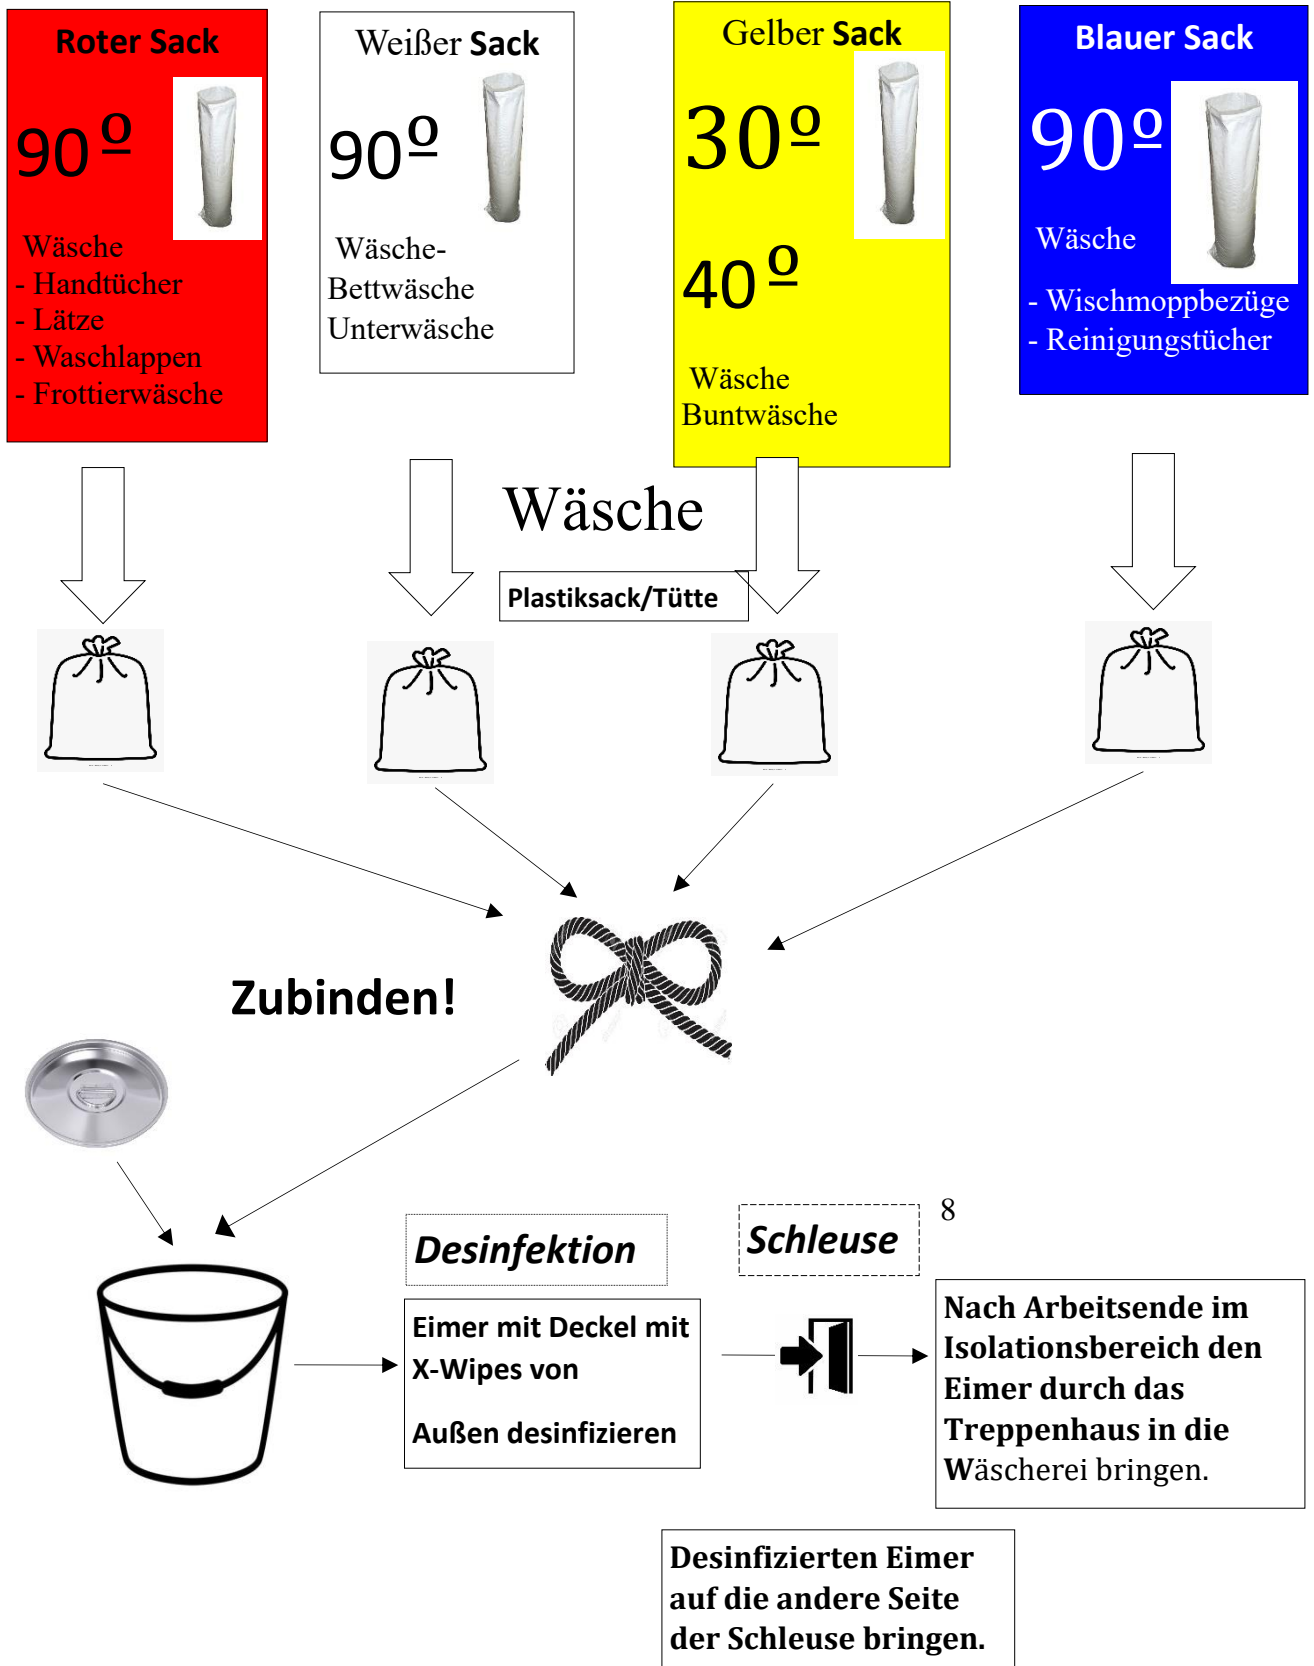 Roter Sack
90º
Wäsche
- Handtücher
- Lätze
- Waschlappen
- Frottierwäsche
Weißer Sack
90º
Wäsche-
Bettwäsche
Unterwäsche
Gelber Sack
30º
40º
Wäsche
Buntwäsche
Blauer Sack
90º
Wäsche
- Wischmoppbezüge
- Reinigungstücher
Wäsche
Plastiksack/Tütte
Zubinden!
Desinfektion
Eimer mit Deckel mit
X-Wipes von
Außen desinfizieren
Schleuse
8
Nach Arbeitsende im
Isolationsbereich den
Eimer durch das
Treppenhaus in die
Wäscherei bringen.
Desinfizierten Eimer
auf die andere Seite
der Schleuse bringen.